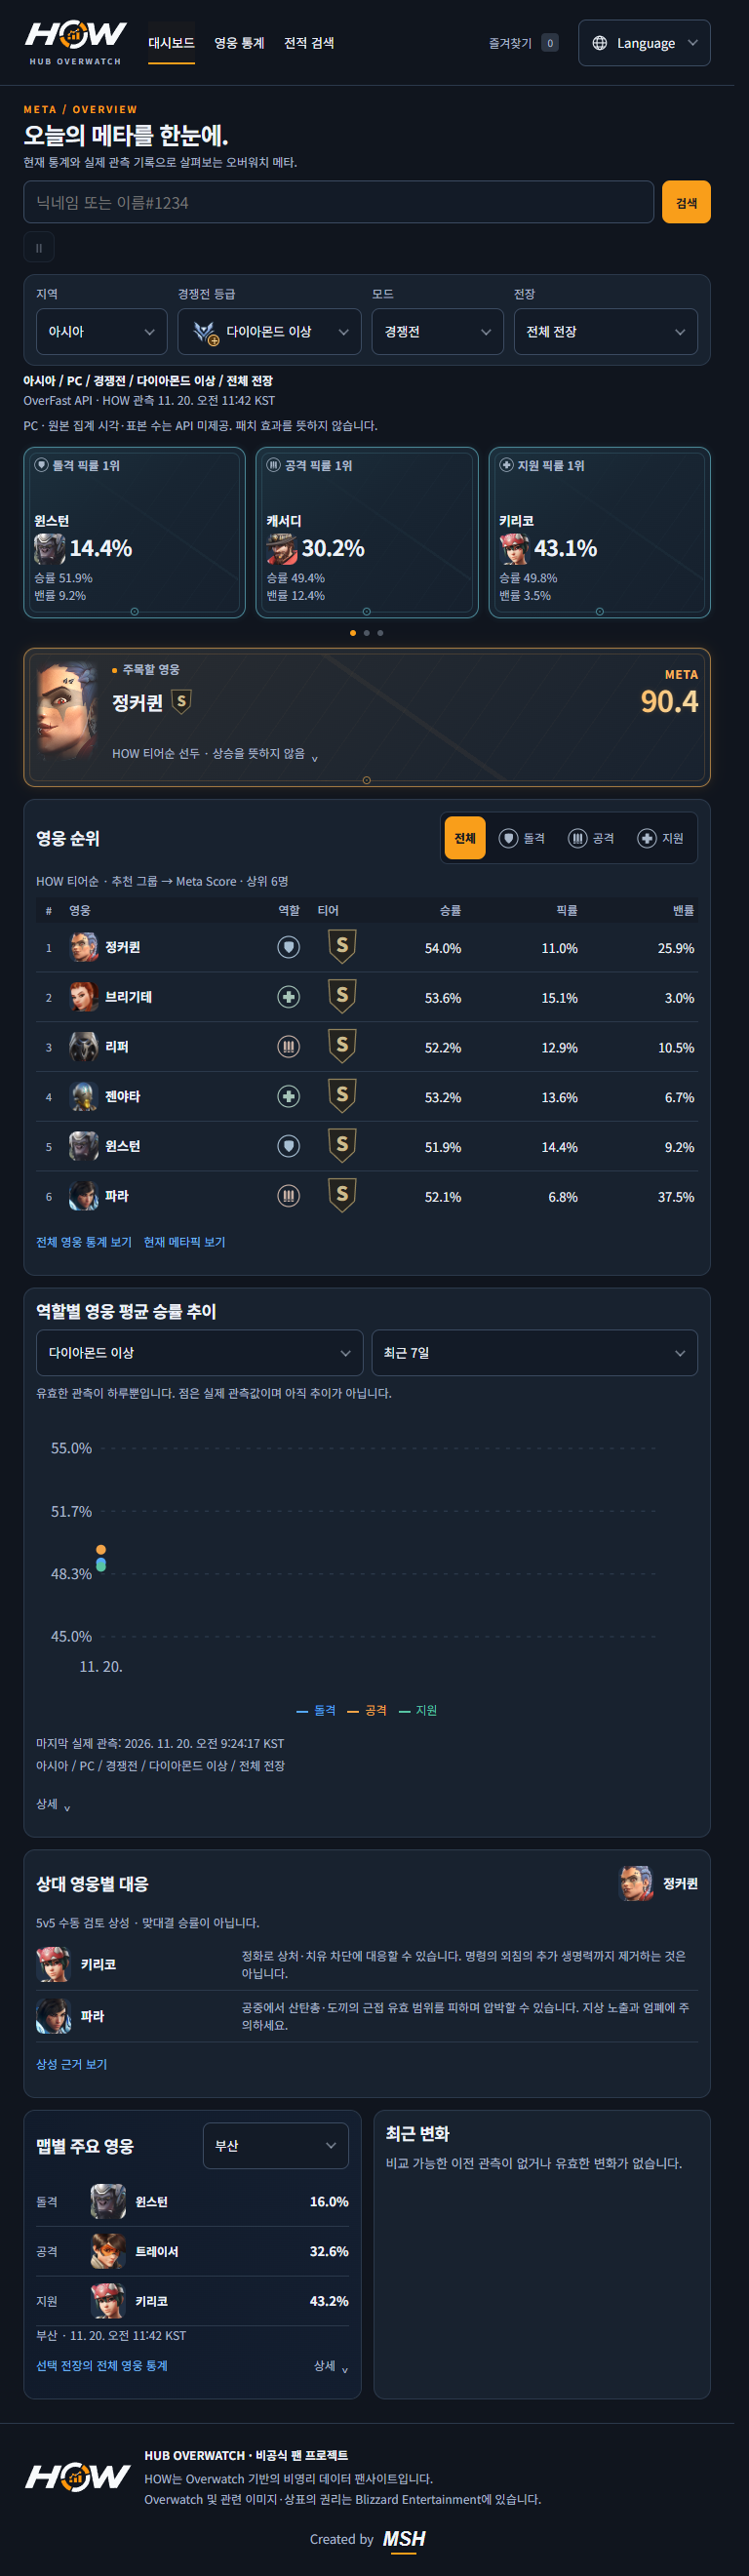 HOW
HUB OVERWATCH
대시보드 영웅 통계 전적 검색 즐겨찾기 0 Language
META / OVERVIEW
오늘의 메타를 한눈에.
현재 통계와 실제 관측 기록으로 살펴보는 오버워치 메타.
닉네임 또는 이름#1234 검색
지역 경쟁전 등급 모드 전장
아시아 다이아몬드 이상 경쟁전 전체 전장
아시아 / PC / 경쟁전 / 다이아몬드 이상 / 전체 전장
OverFast API · HOW 관측 11. 20. 오전 11:42 KST
PC · 원본 집계 시각·표본 수는 API 미제공. 패치 효과를 뜻하지 않습니다.
돌격 픽률 1위
윈스턴
14.4%
승률 51.9%
밴률 9.2%
공격 픽률 1위
캐서디
30.2%
승률 49.4%
밴률 12.4%
지원 픽률 1위
키리코
43.1%
승률 49.8%
밴률 3.5%
주목할 영웅
정커퀸 S
META
90.4
HOW 티어순 선두 · 상승을 뜻하지 않음
영웅 순위
전체 돌격 공격 지원
HOW 티어순 · 추천 그룹 → Meta Score · 상위 6명
# 영웅 역할 티어 승률 픽률 밴률
1 정커퀸 S 54.0% 11.0% 25.9%
2 브리기테 S 53.6% 15.1% 3.0%
3 리퍼 S 52.2% 12.9% 10.5%
4 젠야타 S 53.2% 13.6% 6.7%
5 윈스턴 S 51.9% 14.4% 9.2%
6 파라 S 52.1% 6.8% 37.5%
전체 영웅 통계 보기 현재 메타픽 보기
역할별 영웅 평균 승률 추이
다이아몬드 이상 최근 7일
유효한 관측이 하루뿐입니다. 점은 실제 관측값이며 아직 추이가 아닙니다.
55.0%
51.7%
48.3%
45.0%
11. 20.
돌격 공격 지원
마지막 실제 관측: 2026. 11. 20. 오전 9:24:17 KST
아시아 / PC / 경쟁전 / 다이아몬드 이상 / 전체 전장
상세
상대 영웅별 대응 정커퀸
5v5 수동 검토 상성 · 맞대결 승률이 아닙니다.
키리코 정화로 상처·치유 차단에 대응할 수 있습니다. 명령의 외침의 추가 생명력까지 제거하는 것은
아닙니다.
파라 공중에서 산탄총·도끼의 근접 유효 범위를 피하며 압박할 수 있습니다. 지상 노출과 엄폐에 주
의하세요.
상성 근거 보기
맵별 주요 영웅 부산
돌격 윈스턴 16.0%
공격 트레이서 32.6%
지원 키리코 43.2%
부산 · 11. 20. 오전 11:42 KST
선택 전장의 전체 영웅 통계 상세
최근 변화
비교 가능한 이전 관측이 없거나 유효한 변화가 없습니다.
HOW
HUB OVERWATCH · 비공식 팬 프로젝트
HOW는 Overwatch 기반의 비영리 데이터 팬사이트입니다.
Overwatch 및 관련 이미지·상표의 권리는 Blizzard Entertainment에 있습니다.
Created by MSH